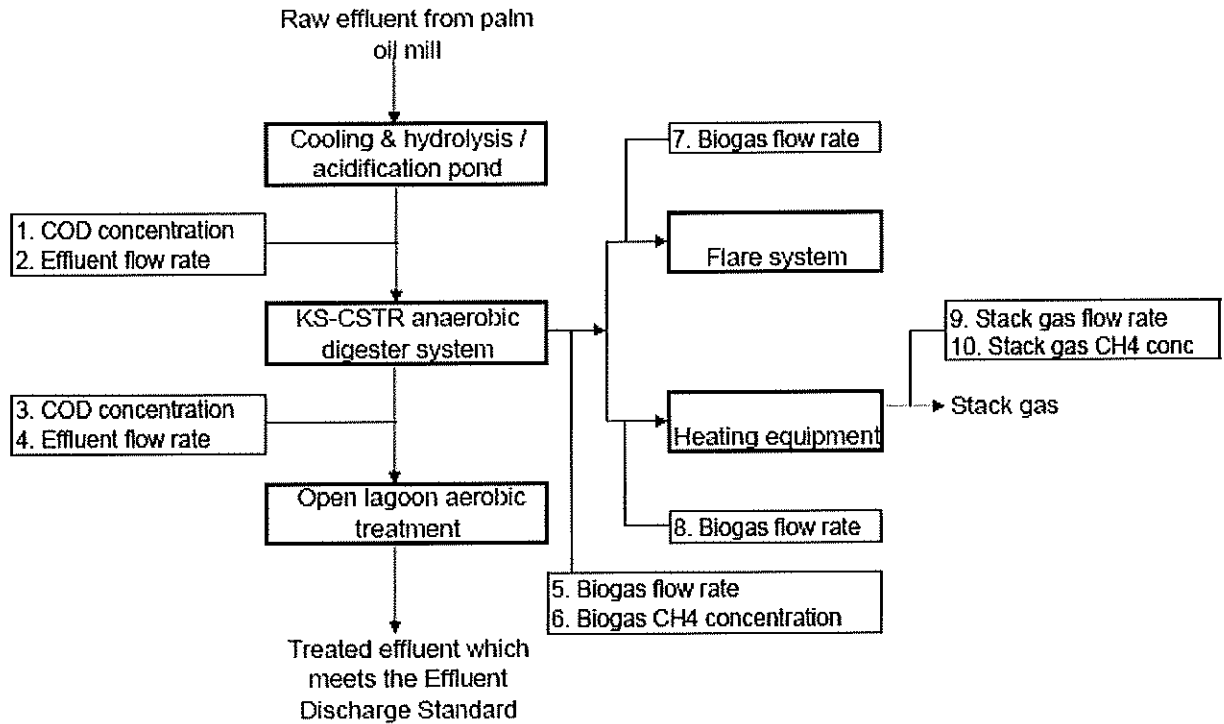 Raw effluent from palm
oil mill
Cooling & hydrolysis /
acidification pond
7. Biogas flow rate
1. COD concentration
2. Effluent flow rate
Flare system
KS-CSTR anaerobic
digester system
9. Stack gas flow rate
10. Stack gas CH4 conc
Stack gas
3. COD concentration
4. Effluent flow rate
Heating equipment
Open lagoon aerobic
treatment
8. Biogas flow rate
5. Biogas flow rate
6. Biogas CH4 concentration
Treated effluent which
meets the Effluent
Discharge Standard